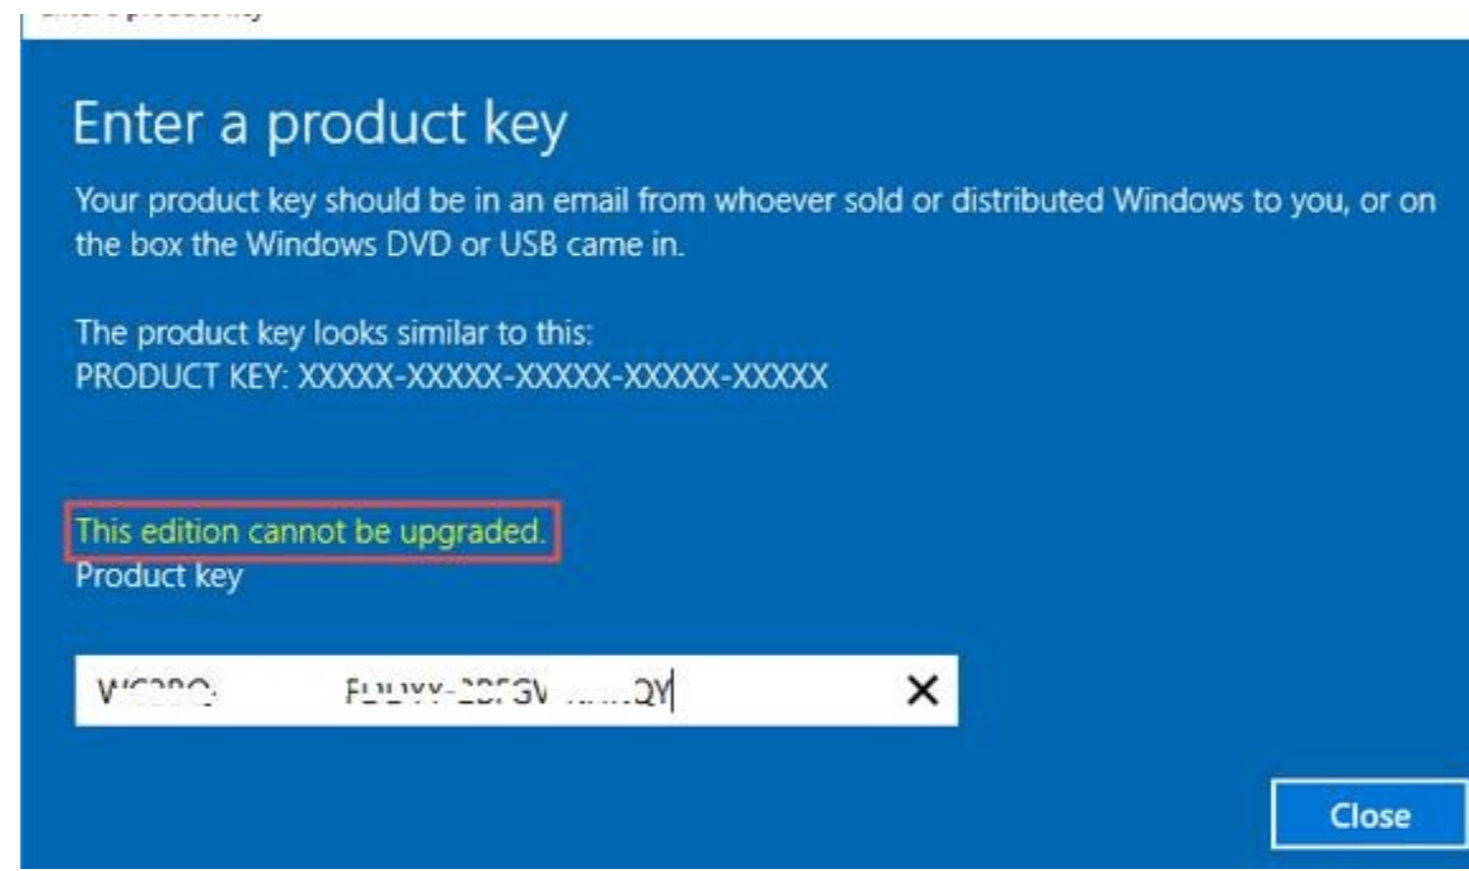 Enter a product key
Your product key should be in an email from whoever sold or distributed Windows to you, or on
the box the Windows DVD or USB came in.
The product key looks similar to this:
PRODUCT KEY: XXXXX-XXXXX-XXXXX-XXXXX-XXXXX
This edition cannot be upgraded.
Product key
Close